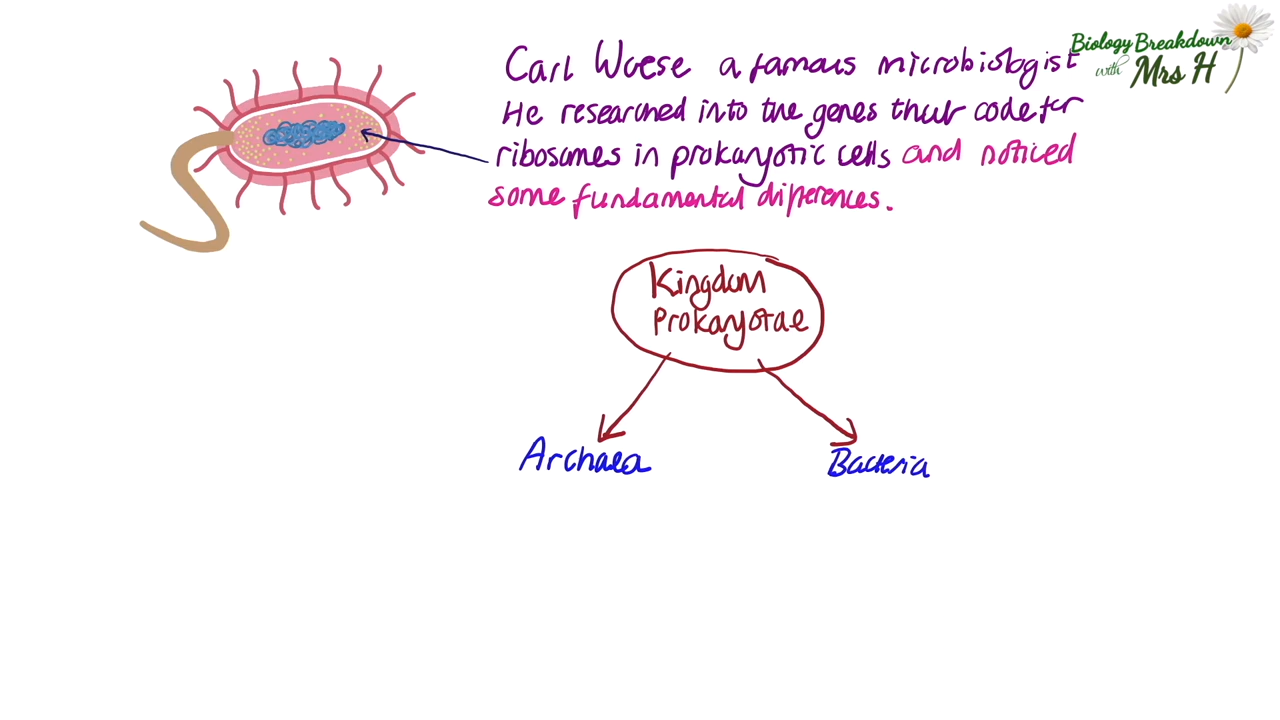 Biology Breakdown
with Mrs H
Carl Woese a famous microbiologist
He researched into the genes that code for
ribosomes in prokaryotic cells and noticed
some fundamental differences.
Kingdom
Prokaryotae
Archaea
Bacteria